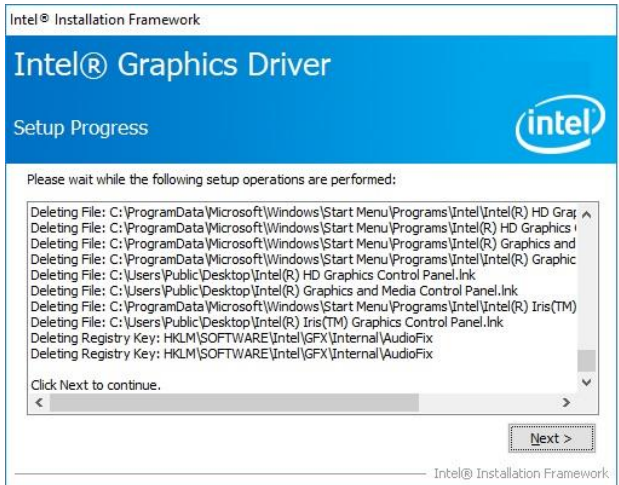 Intel® Installation Framework
Intel® Graphics Driver
Setup Progress
intel
Please wait while the following setup operations are performed:
Deleting File: C:\ProgramData\Microsoft\Windows\Start Menu\Programs\Intel\Intel(R) HD Grap
Deleting File: C:\ProgramData\Microsoft\Windows\Start Menu\Programs\Intel(R) HD Graphics
Deleting File: C:\ProgramData\Microsoft\Windows\Start Menu\Programs\Intel(R) Graphics and
Deleting File: C:\ProgramData\Microsoft\Windows\Start Menu\Programs\Intel\Intel(R) Graphic
Deleting File: C:\Users\Public\Desktop\Intel(R) HD Graphics Control Panel.lnk
Deleting File: C:\Users\Public\Desktop\Intel(R) Graphics and Media Control Panel.lnk
Deleting File: C:\ProgramData\Microsoft\Windows\Start Menu\Programs\Intel\Intel(R) Iris(TM)
Deleting File: C:\Users\Public\Desktop\Intel(R) Iris(TM) Graphics Control Panel.lnk
Deleting Registry Key: HKLM\SOFTWARE\Intel\GFX\Internal\AudioFix
Deleting Registry Key: HKLM\SOFTWARE\Intel\GFX\Internal\AudioFix
Click Next to continue.
Next >
Intel® Installation Framework